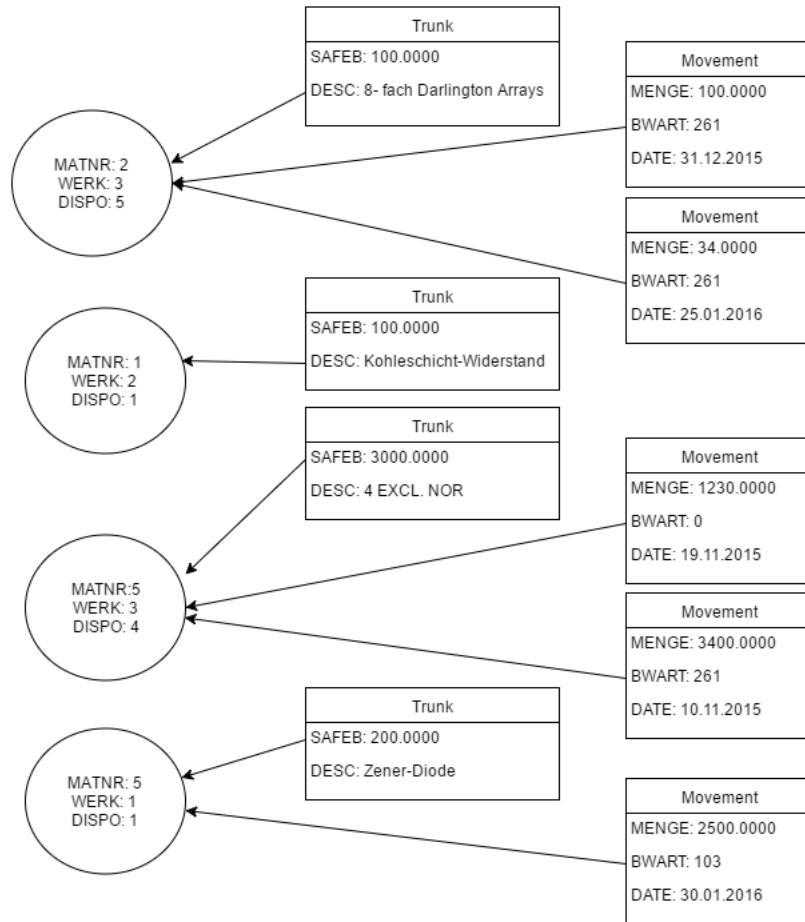 Trunk
SAFEB: 100.0000
DESC: 8- fach Darlington Arrays
Movement
MENGE: 100.0000
BWART: 261
DATE: 31.12.2015
MATNR: 2
WERK: 3
DISPO: 5
Movement
MENGE: 34.0000
BWART: 261
DATE: 25.01.2016
Trunk
SAFEB: 100.0000
DESC: Kohleschicht-Widerstand
MATNR: 1
WERK: 2
DISPO: 1
Trunk
SAFEB: 3000.0000
DESC: 4 EXCL. NOR
Movement
MENGE: 1230.0000
BWART: 0
DATE: 19.11.2015
MATNR:5
WERK: 3
DISPO: 4
Movement
MENGE: 3400.0000
BWART: 261
DATE: 10.11.2015
Trunk
SAFEB: 200.0000
DESC: Zener-Diode
MATNR: 5
WERK: 1
DISPO: 1
Movement
MENGE: 2500.0000
BWART: 103
DATE: 30.01.2016